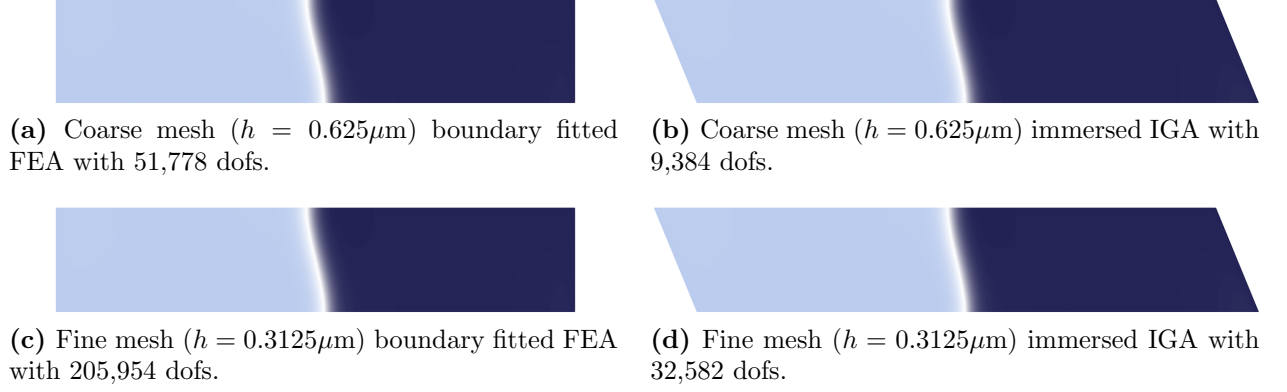 (a) Coarse mesh (h = 0.625μm) boundary fitted
FEA with 51,778 dofs.
(b) Coarse mesh (h = 0.625μm) immersed IGA with
9,384 dofs.
(c) Fine mesh (h = 0.3125μm) boundary fitted FEA
with 205,954 dofs.
(d) Fine mesh (h = 0.3125μm) immersed IGA with
32,582 dofs.